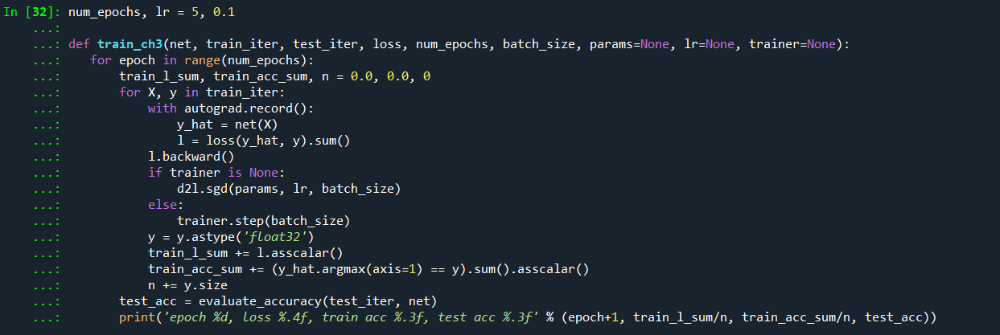 In [32]: num_epochs, lr = 5, 0.1
    ...:
    ...: def train_ch3(net, train_iter, test_iter, loss, num_epochs, batch_size, params=None, lr=None, trainer=None):
    ...:    for epoch in range(num_epochs):
    ...:        train_l_sum, train_acc_sum, n = 0.0, 0.0, 0
    ...:        for X, y in train_iter:
    ...:            with autograd.record():
    ...:                y_hat = net(X)
    ...:                l = loss(y_hat, y).sum()
    ...:            l.backward()
    ...:            if trainer is None:
    ...:                d2l.sgd(params, lr, batch_size)
    ...:            else:
    ...:                trainer.step(batch_size)
    ...:            y = y.astype('float32')
    ...:            train_l_sum += l.asscalar()
    ...:            train_acc_sum += (y_hat.argmax(axis=1) == y).sum().asscalar()
    ...:            n += y.size
    ...:        test_acc = evaluate_accuracy(test_iter, net)
    ...:        print('epoch %d, loss %.4f, train acc %.3f, test acc %.3f' % (epoch+1, train_l_sum/n, train_acc_sum/n, test_acc))